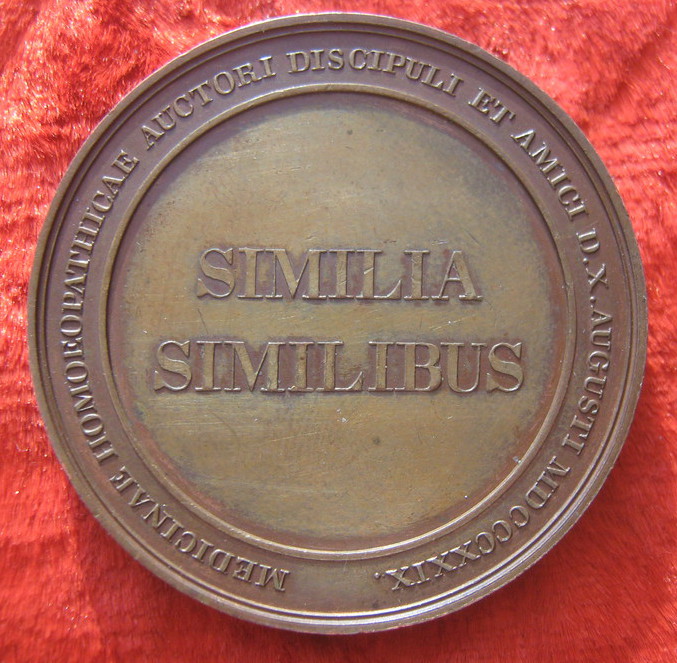 MEDICINAE HOMOEOPATHICAE AUCTORI DISCIPULI ET AMICI D.X.AUGUSTI MDCCCXXIX.
SIMILIA
SIMILIBUS